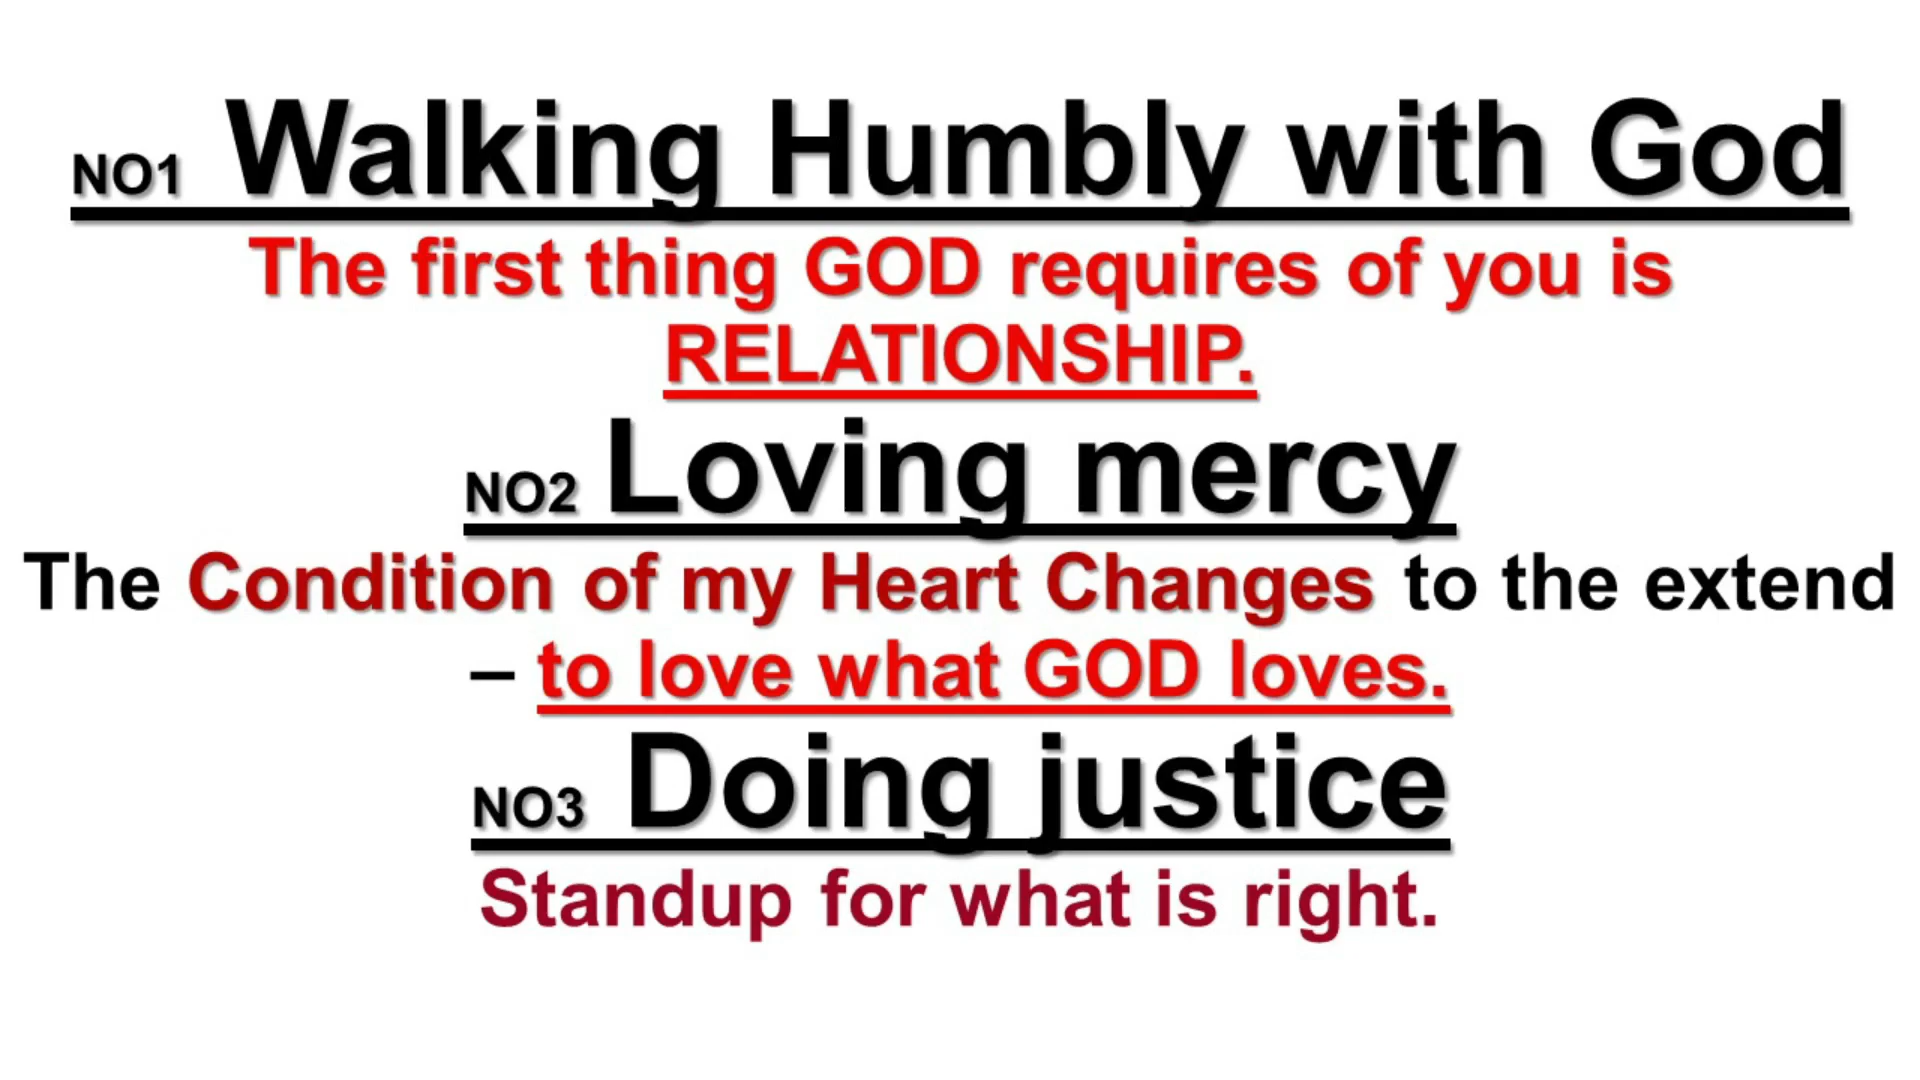 NO1 Walking Humbly with God
The first thing GOD requires of you is
RELATIONSHIP.
NO2 Loving mercy
The Condition of my Heart Changes to the extend
– to love what GOD loves.
NO3 Doing justice
Standup for what is right.